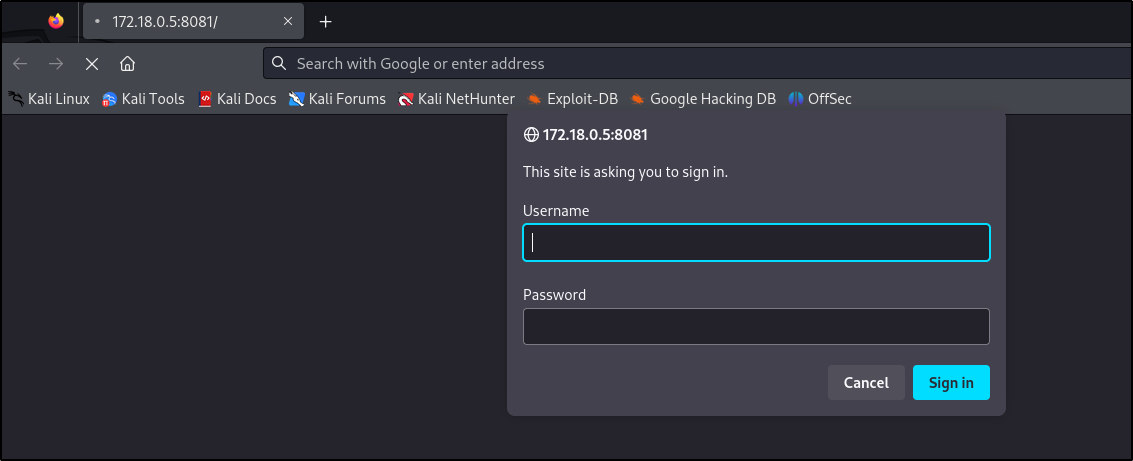 172.18.0.5:8081/
Search with Google or enter address
Kali Linux Kali Tools Kali Docs Kali Forums Kali NetHunter Exploit-DB Google Hacking DB OffSec
172.18.0.5:8081
This site is asking you to sign in.
Username
Password
Cancel Sign in